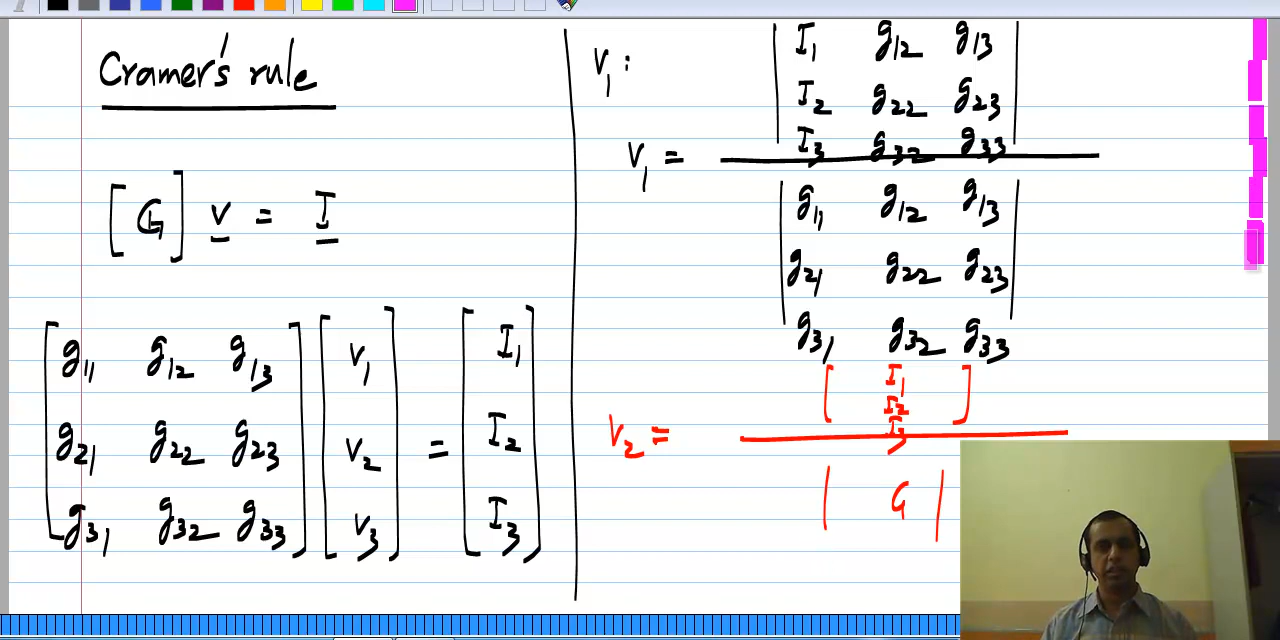 Cramer's rule
[G] v = I
[g11 g12 g13] [v1] = [I1]
[g21 g22 g23] [v2] = [I2]
[g31 g32 g33] [v3] = [I3]
v1 :
v1 =
| I1 g12 g13 |
| I2 g22 g23 |
| I3 g32 g33 |
| g11 g12 g13 |
| g21 g22 g23 |
| g31 g32 g33 |
v2 =
[ I1 ]
I2
I3
| G |